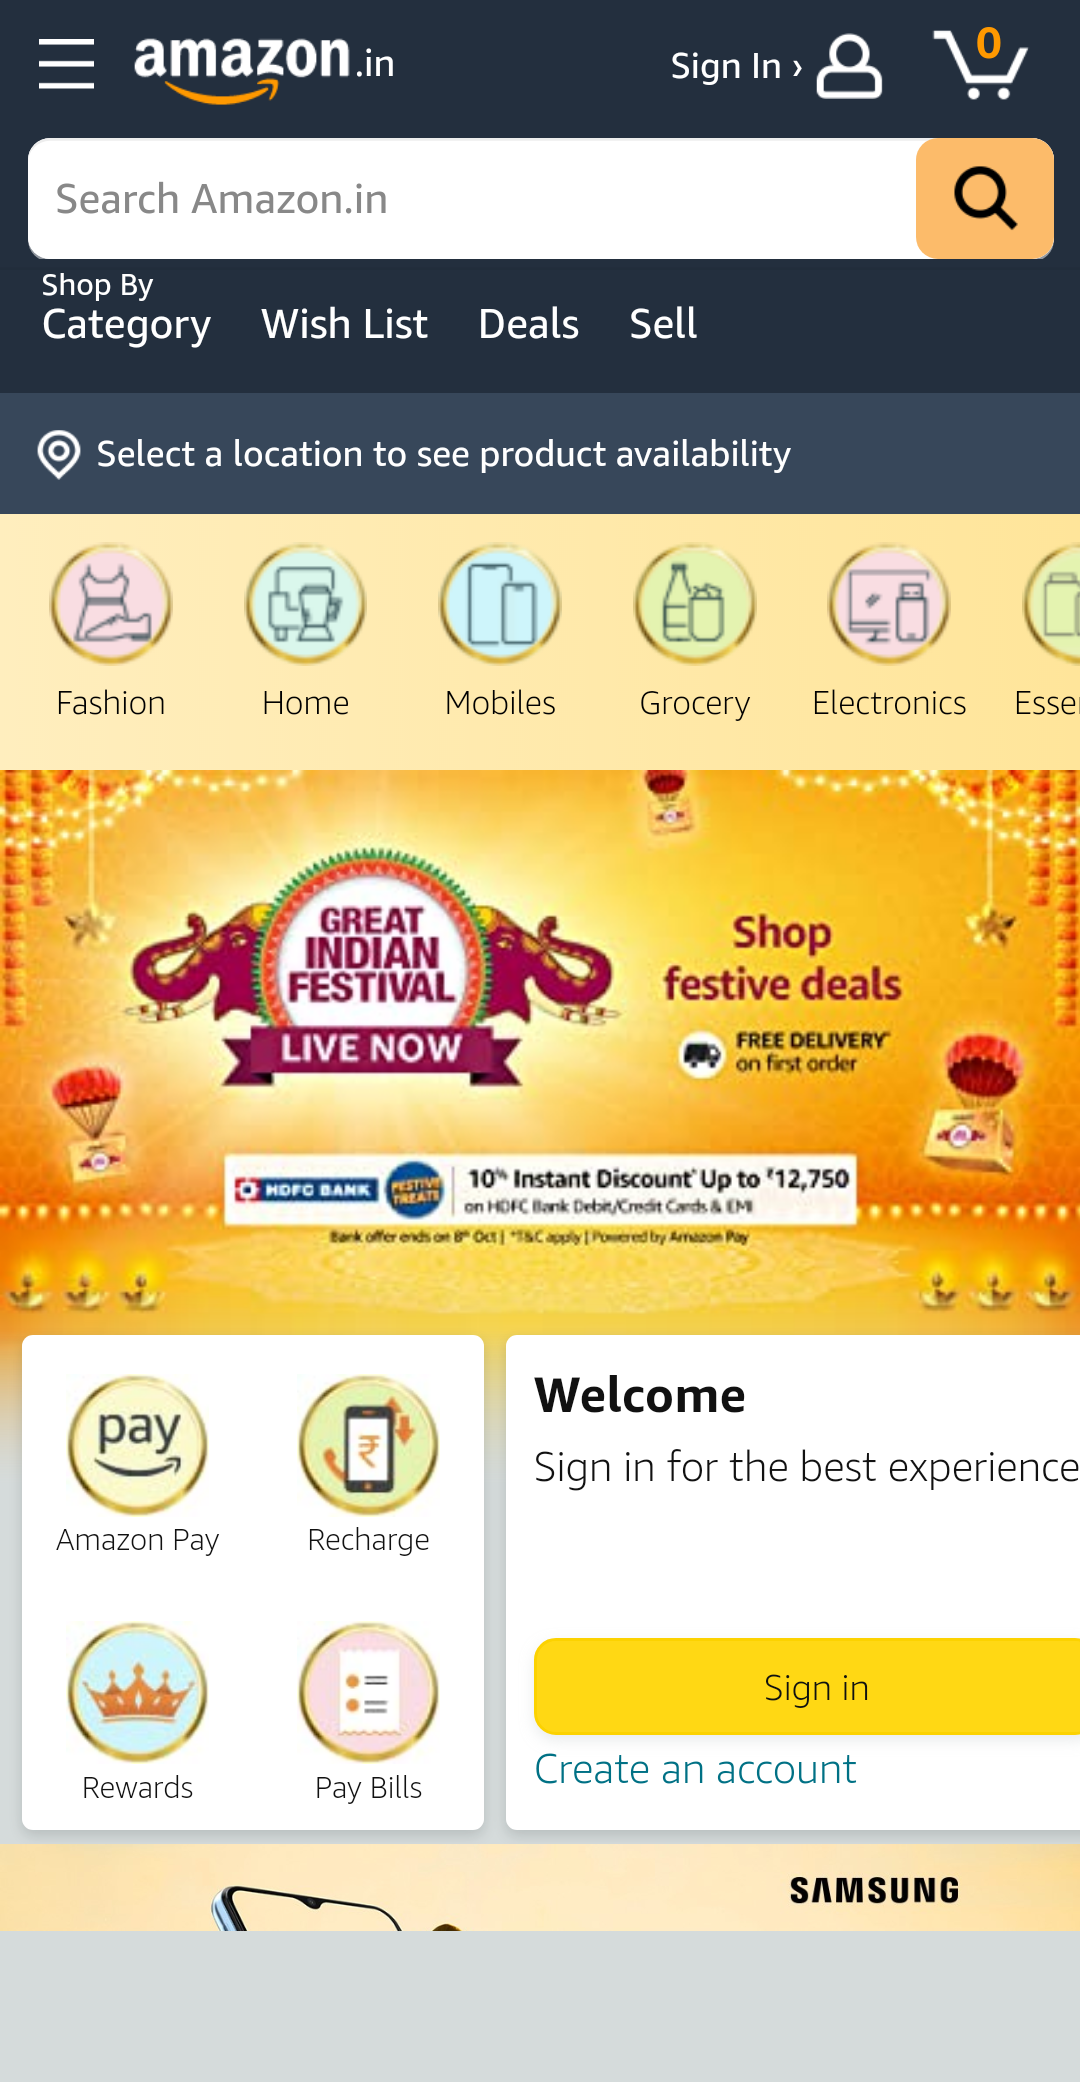 amazon.in
Sign In ›
0
Search Amazon.in
Shop By
Category
Wish List
Deals
Sell
Select a location to see product availability
Fashion
Home
Mobiles
Grocery
Electronics
Esse
GREAT
INDIAN
FESTIVAL
LIVE NOW
Shop
festive deals
FREE DELIVERY*
on first order
HDFC BANK
FESTIVE
TREATS
10% Instant Discount* Up to ₹12,750
on HDFC Bank Debit/Credit Cards & EMI
Bank offer ends on 8th Oct | *T&C apply | Powered by Amazon Pay
pay
Amazon Pay
₹
Recharge
Rewards
Pay Bills
Welcome
Sign in for the best experience
Sign in
Create an account
SAMSUNG